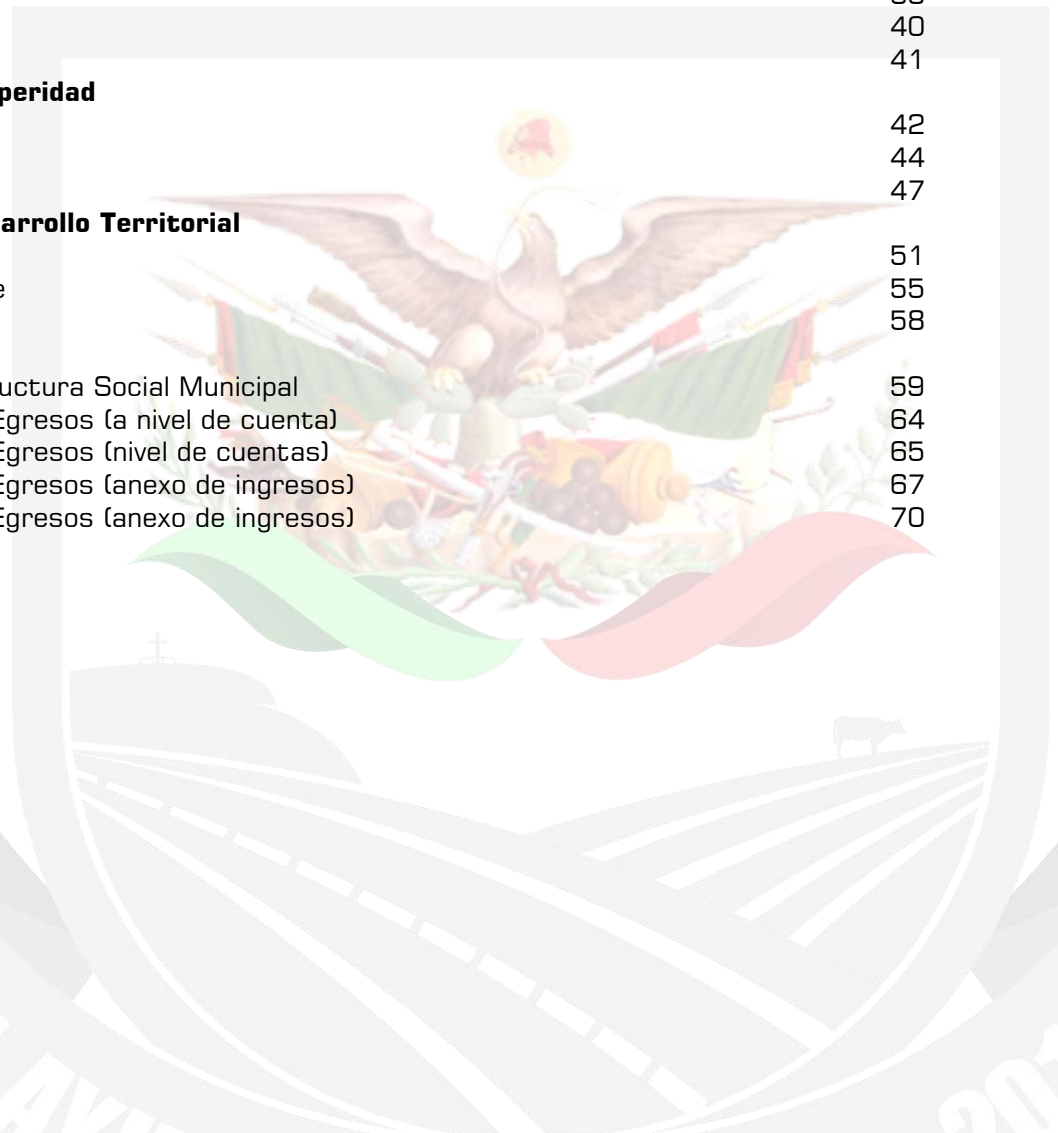 40
41
peridad
42
44
47
arrollo Territorial
51
e 55
58
uctura Social Municipal 59
Egresos (a nivel de cuenta) 64
Egresos (nivel de cuentas) 65
Egresos (anexo de ingresos) 67
Egresos (anexo de ingresos) 70